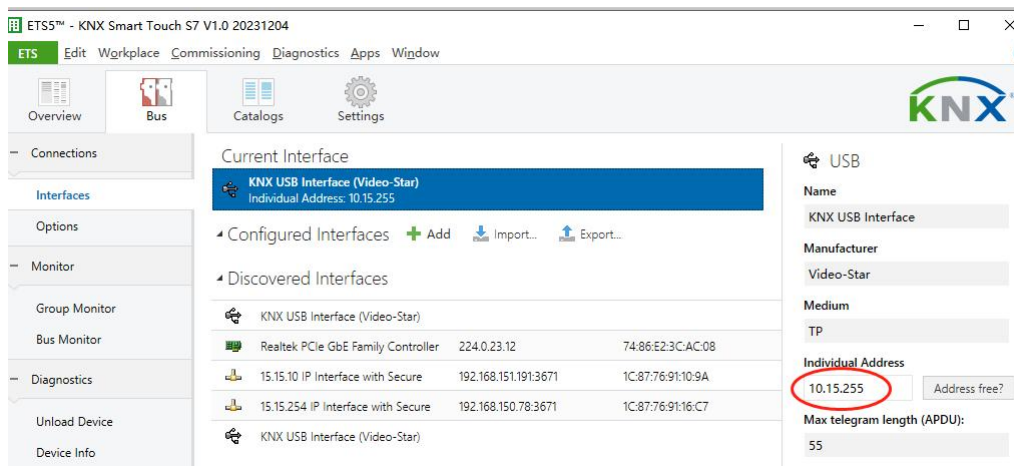 ETS5™ - KNX Smart Touch S7 V1.0 20231204
ETS Edit Workplace Commissioning Diagnostics Apps Window
Overview Bus Catalogs Settings
KNX
Connections
Interfaces
Options
Monitor
Group Monitor
Bus Monitor
Diagnostics
Unload Device
Device Info
Current Interface
KNX USB Interface (Video-Star)
Individual Address: 10.15.255
Configured Interfaces Add Import... Export...
Discovered Interfaces
KNX USB Interface (Video-Star)
Realtek PCIe GbE Family Controller 224.0.23.12 74:86:E2:3C:AC:08
15.15.10 IP Interface with Secure 192.168.151.191:3671 1C:87:76:91:10:9A
15.15.254 IP Interface with Secure 192.168.150.78:3671 1C:87:76:91:16:C7
KNX USB Interface (Video-Star)
USB
Name
KNX USB Interface
Manufacturer
Video-Star
Medium
TP
Individual Address
10.15.255 Address free?
Max telegram length (APDU):
55